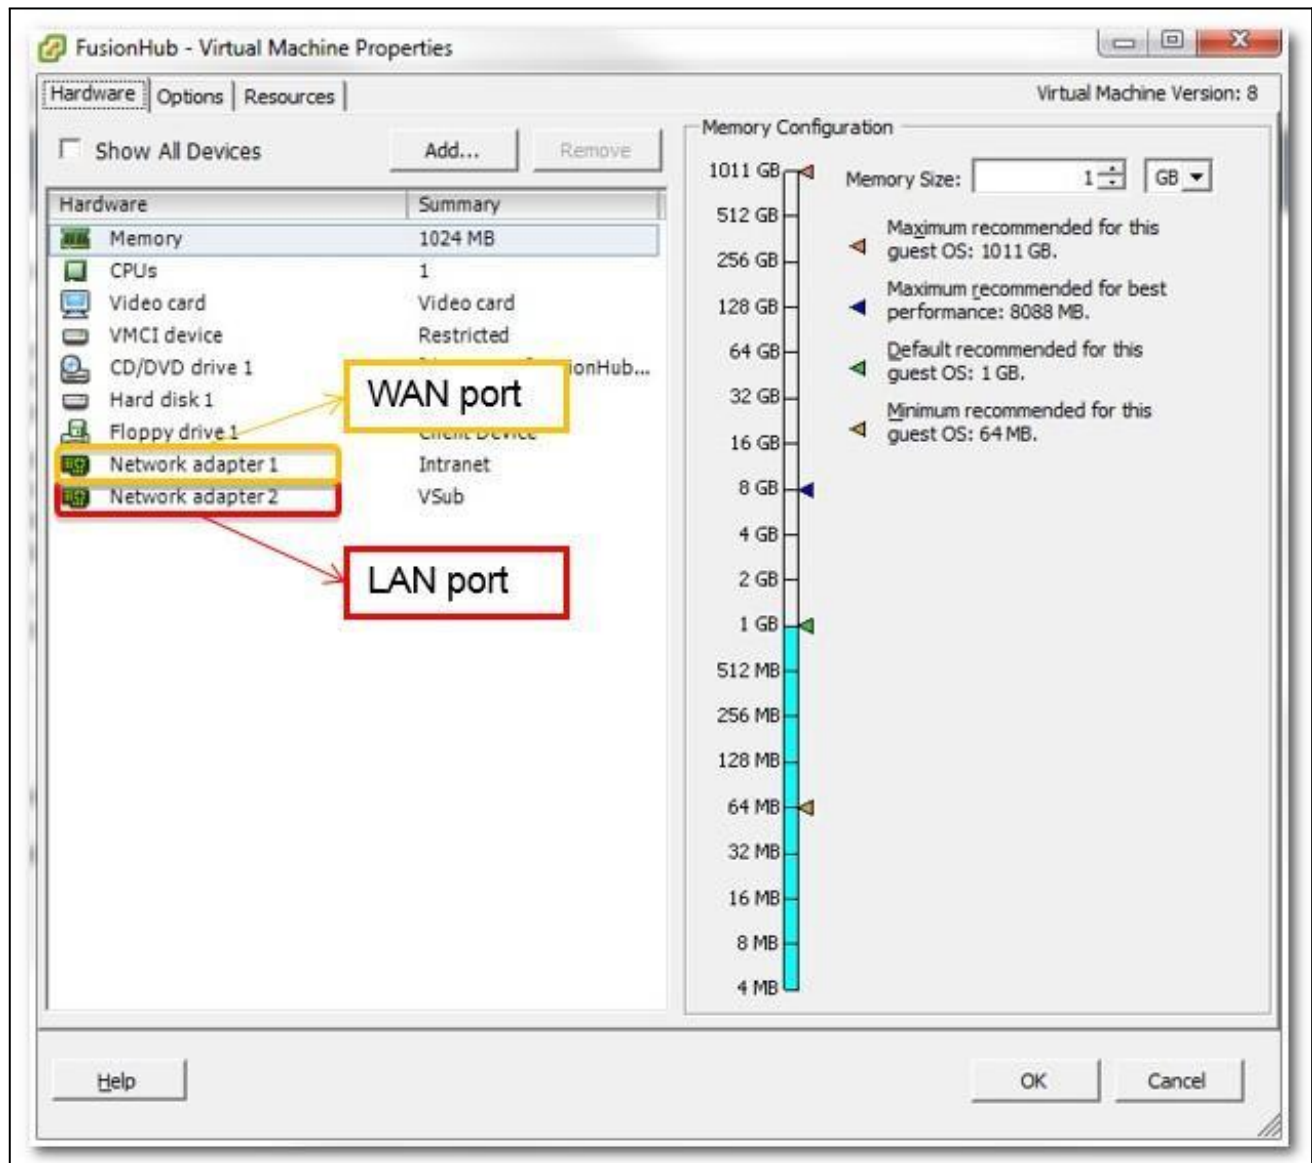 FusionHub - Virtual Machine Properties
Hardware Options Resources
Virtual Machine Version: 8
Show All Devices
Add...
Remove
Hardware Summary
Memory 1024 MB
CPUs 1
Video card Video card
VMCI device Restricted
CD/DVD drive 1 ionHub...
Hard disk 1
Floppy drive 1 Client Device
Network adapter 1 Intranet
Network adapter 2 VSub
WAN port
LAN port
Memory Configuration
1011 GB
512 GB
256 GB
128 GB
64 GB
32 GB
16 GB
8 GB
4 GB
2 GB
1 GB
512 MB
256 MB
128 MB
64 MB
32 MB
16 MB
8 MB
4 MB
Memory Size: 1 GB
Maximum recommended for this
guest OS: 1011 GB.
Maximum recommended for best
performance: 8088 MB.
Default recommended for this
guest OS: 1 GB.
Minimum recommended for this
guest OS: 64 MB.
Help
OK
Cancel